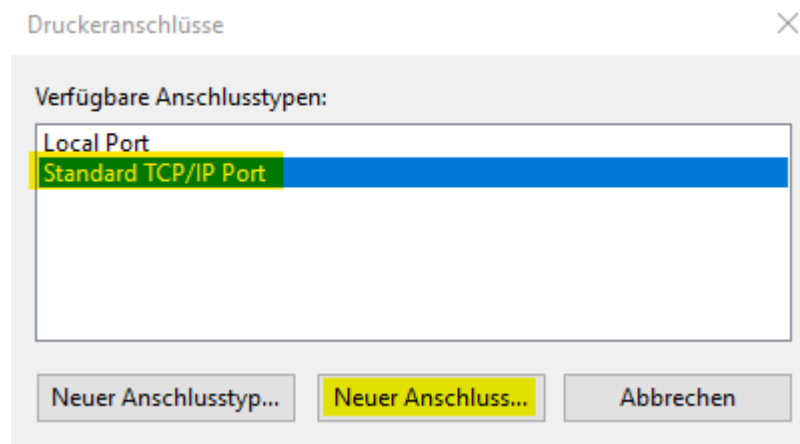 Druckeranschlüsse
Verfügbare Anschlusstypen:
Local Port
Standard TCP/IP Port
Neuer Anschlusstyp... Neuer Anschluss... Abbrechen